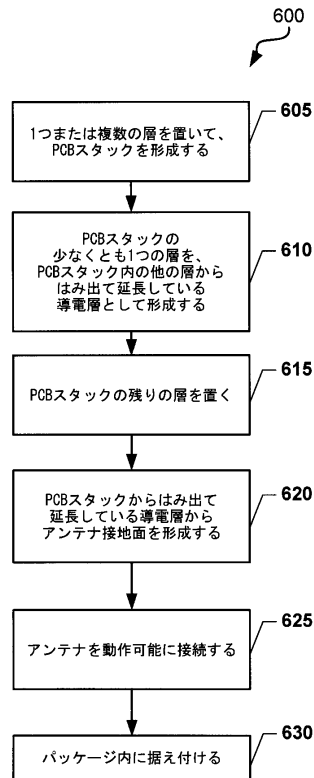 600
605
1つまたは複数の層を置いて、
PCBスタックを形成する
610
PCBスタックの
少なくとも1つの層を、
PCBスタック内の他の層から
はみ出て延長している
導電層として形成する
615
PCBスタックの残りの層を置く
620
PCBスタックからはみ出て
延長している導電層から
アンテナ接地面を形成する
625
アンテナを動作可能に接続する
630
パッケージ内に据え付ける